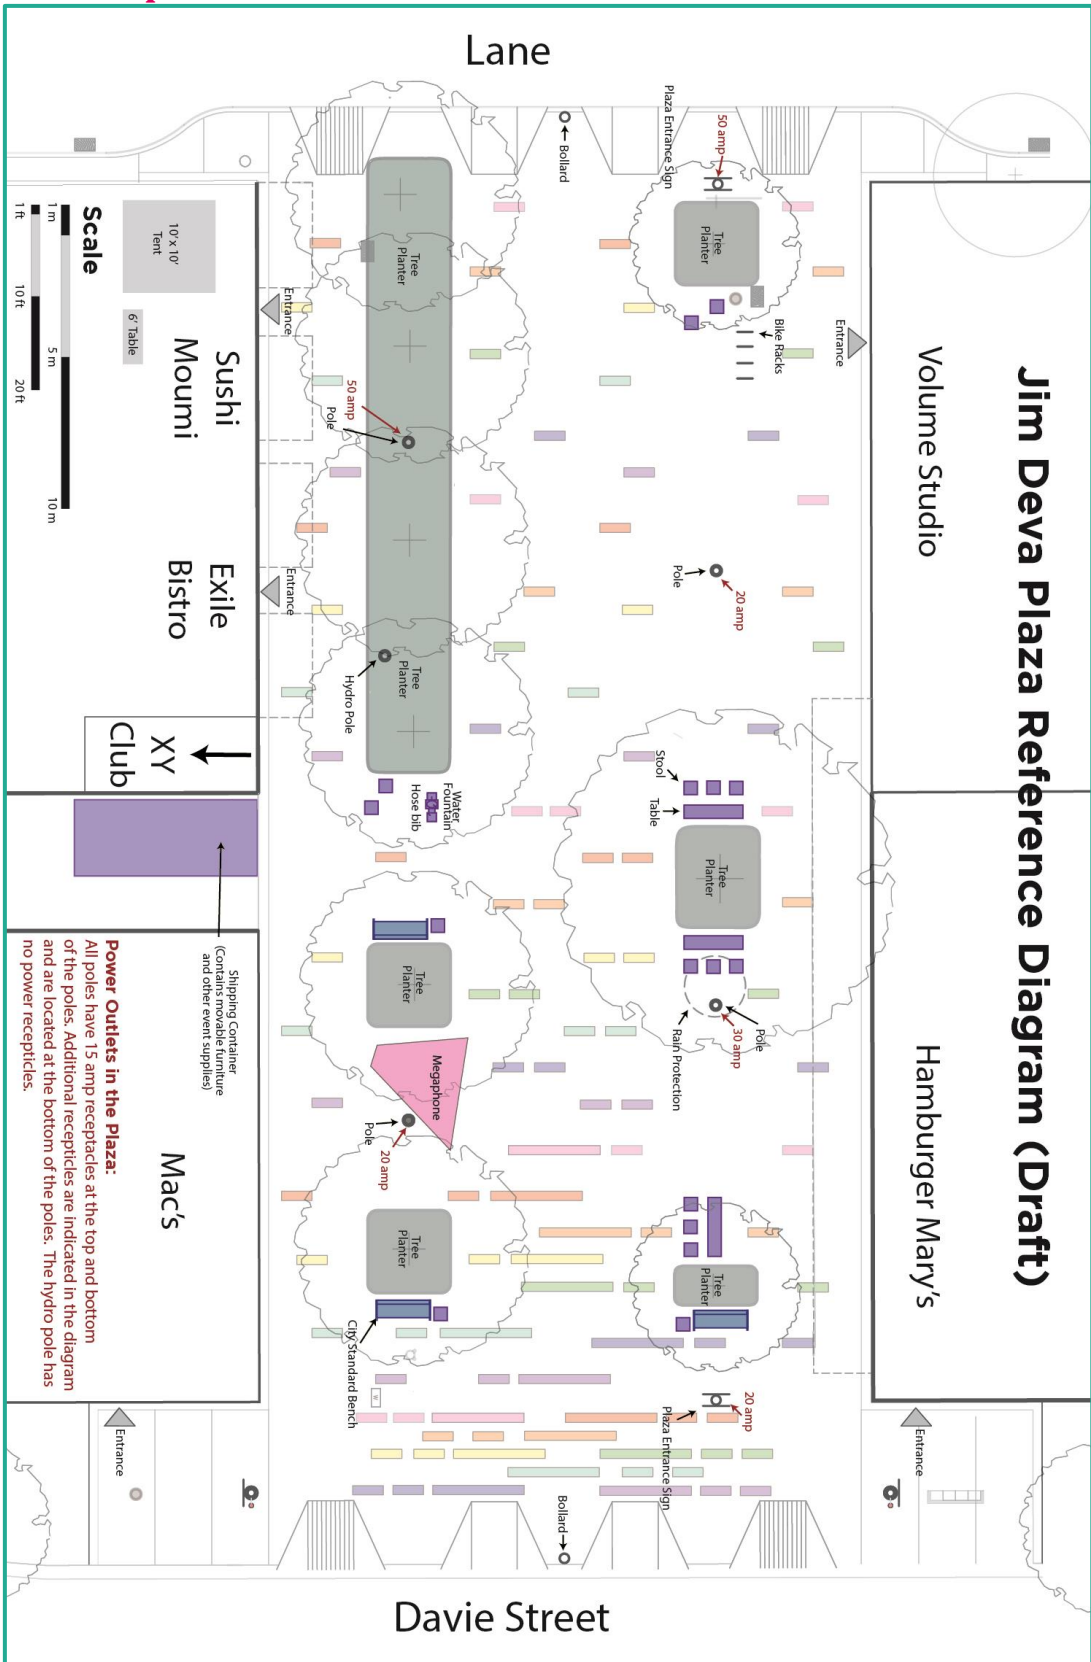 Jim Deva Plaza Reference Diagram (Draft)
Lane
Plaza Entrance Sign
50 amp
Bollard
Tree
Planter
Tree
Planter
Bike Racks
Entrance
Volume Studio
Scale
1 m
5 m
10 m
1 ft
10 ft
20 ft
10' x 10'
Tent
6' Table
Entrance
Sushi
Moumi
50 amp
Pole
Pole
20 amp
Exile
Bistro
Entrance
Tree
Planter
Hydro Pole
XY
Club
Water
Fountain
Hose bib
Stool
Table
Tree
Planter
Rain Protection
Pole
30 amp
Hamburger Mary's
Shipping Container
(Contains movable furniture
and other event supplies)
Tree
Planter
Megaphone
Pole
20 amp
Mac's
Tree
Planter
City Standard Bench
Tree
Planter
20 amp
Plaza Entrance Sign
Power Outlets in the Plaza:
All poles have 15 amp receptacles at the top and bottom
of the poles. Additional recepticles are indicated in the diagram
and are located at the bottom of the poles. The hydro pole has
no power recepticles.
Entrance
Entrance
Bollard
Davie Street